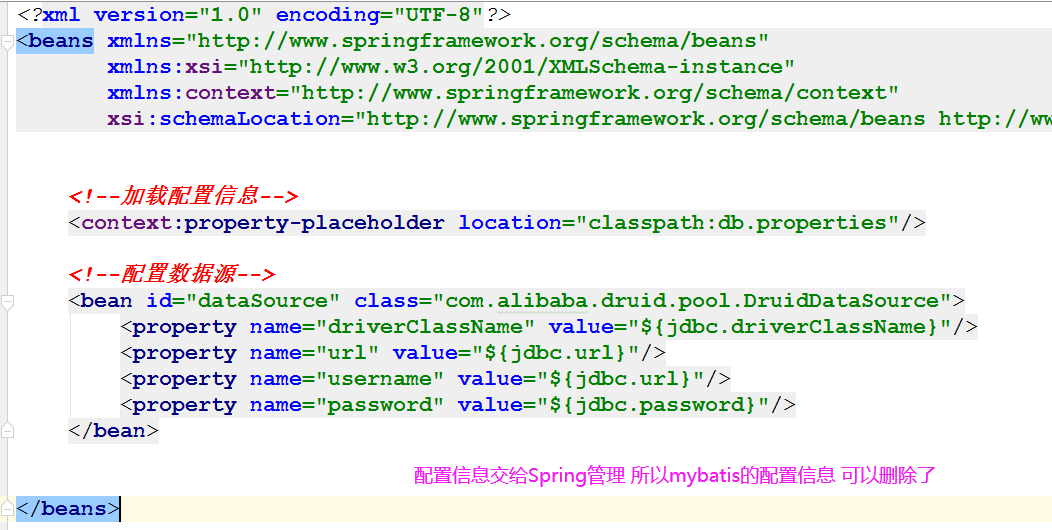 <?xml version="1.0" encoding="UTF-8"?>
<beans xmlns="http://www.springframework.org/schema/beans"
xmlns:xsi="http://www.w3.org/2001/XMLSchema-instance"
xmlns:context="http://www.springframework.org/schema/context"
xsi:schemaLocation="http://www.springframework.org/schema/beans http://ww
<!--加载配置信息-->
<context:property-placeholder location="classpath:db.properties"/>
<!--配置数据源-->
<bean id="dataSource" class="com.alibaba.druid.pool.DruidDataSource">
<property name="driverClassName" value="${jdbc.driverClassName}"/>
<property name="url" value="${jdbc.url}"/>
<property name="username" value="${jdbc.url}"/>
<property name="password" value="${jdbc.password}"/>
</bean>
配置信息交给Spring管理 所以mybatis的配置信息 可以删除了
</beans>